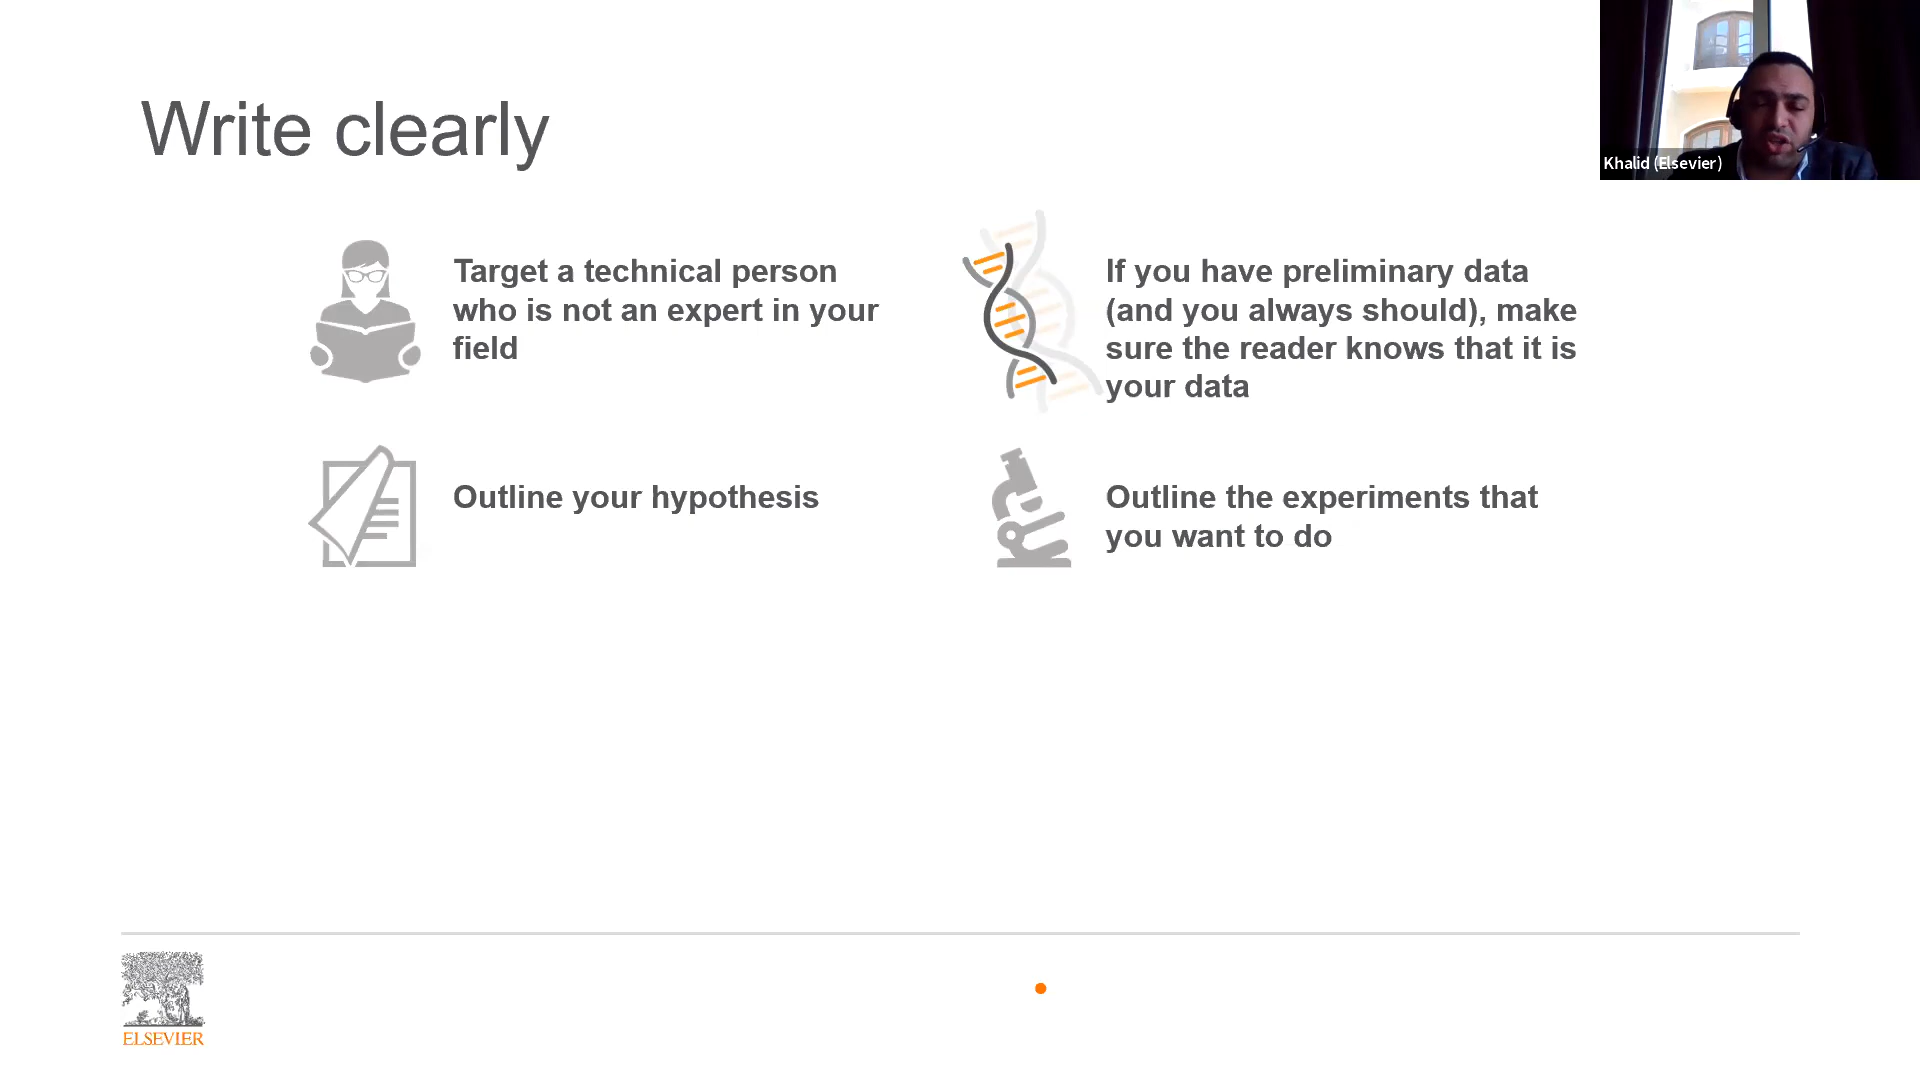 Write clearly
Khalid (Elsevier)
Target a technical person
who is not an expert in your
field
If you have preliminary data
(and you always should), make
sure the reader knows that it is
your data
Outline your hypothesis
Outline the experiments that
you want to do
ELSEVIER